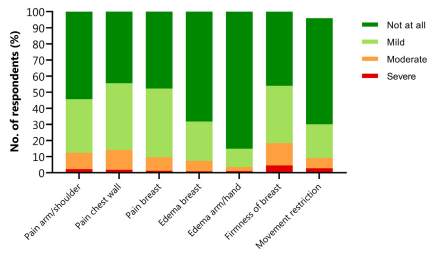 No. of respondents (%)
100
90
80
70
60
50
40
30
20
10
0
Pain arm/shoulder
Pain chest wall
Pain breast
Edema breast
Edema arm/hand
Firmness of breast
Movement restriction
Not at all
Mild
Moderate
Severe